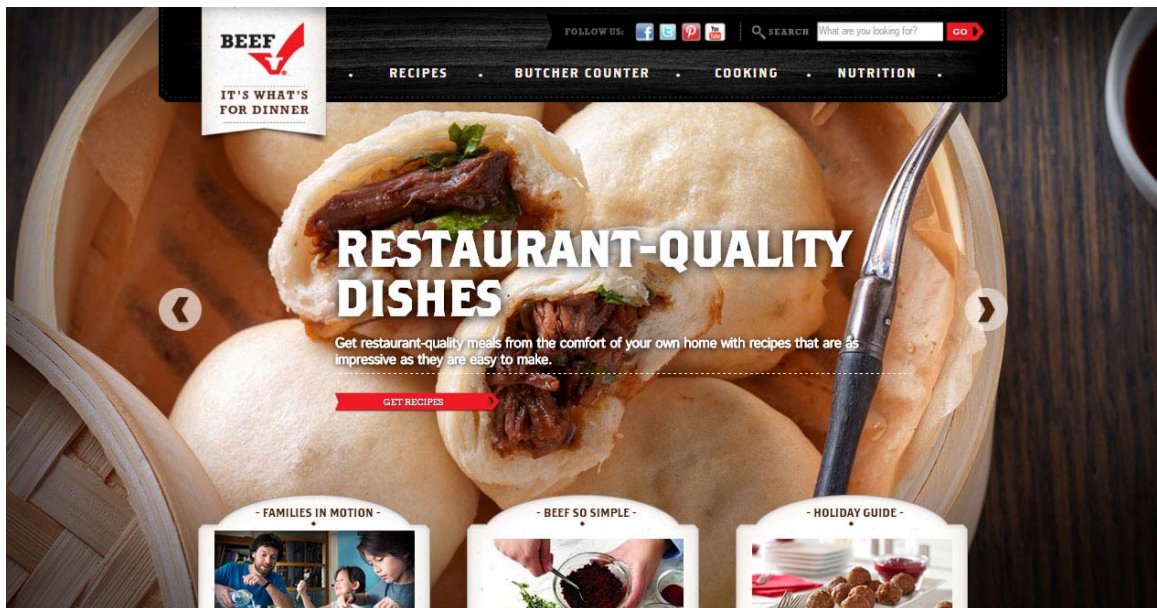 BEEF
IT'S WHAT'S
FOR DINNER
FOLLOW US:
You
Tube
SEARCH
What are you looking for?
GO
RECIPES
BUTCHER COUNTER
COOKING
NUTRITION
RESTAURANT-QUALITY
DISHES
Get restaurant-quality meals from the comfort of your own home with recipes that are as
impressive as they are easy to make.
GET RECIPES
- FAMILIES IN MOTION -
- BEEF SO SIMPLE -
- HOLIDAY GUIDE -